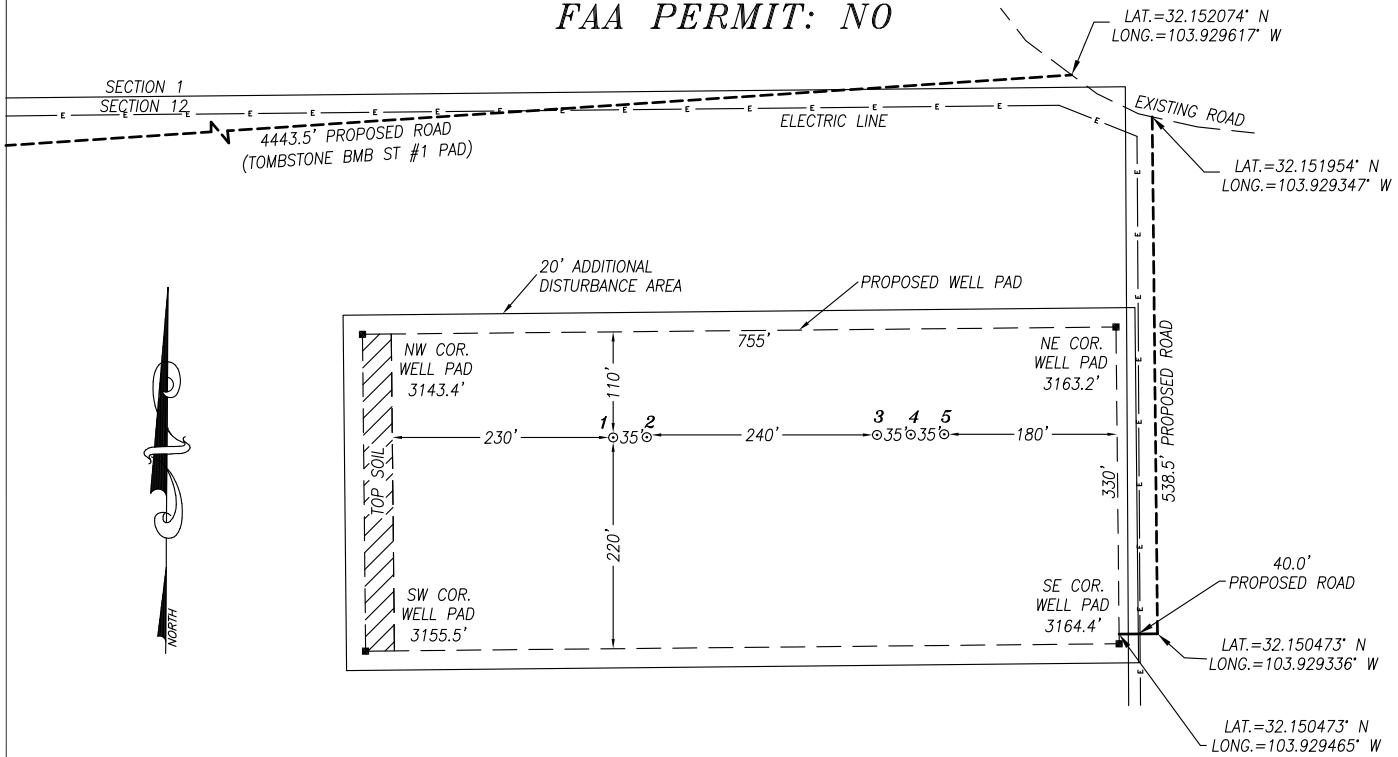 FAA PERMIT: NO
LAT.=32.152074° N
LONG.=103.929617° W
SECTION 1
SECTION 12
E E E E E E E E E E E E E E E E E
4443.5' PROPOSED ROAD
(TOMBSTONE BMB ST #1 PAD)
ELECTRIC LINE
EXISTING ROAD
LAT.=32.151954° N
LONG.=103.929347° W
20' ADDITIONAL
DISTURBANCE AREA
PROPOSED WELL PAD
755'
NW COR.
WELL PAD
3143.4'
NE COR.
WELL PAD
3163.2'
110'
1 2 3 4 5
230' 35' 240' 35' 35' 180'
TOP SOIL
330'
538.5' PROPOSED ROAD
220'
SW COR.
WELL PAD
3155.5'
SE COR.
WELL PAD
3164.4'
40.0'
PROPOSED ROAD
NORTH
LAT.=32.150473° N
LONG.=103.929336° W
LAT.=32.150473° N
LONG.=103.929465° W